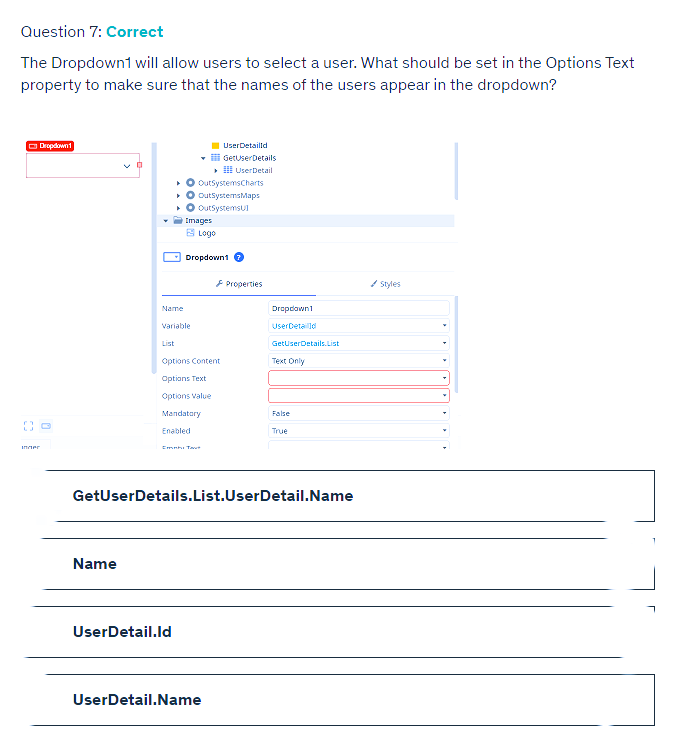 Question 7: Correct
The Dropdown1 will allow users to select a user. What should be set in the Options Text
property to make sure that the names of the users appear in the dropdown?
Dropdown1
UserDetailId
GetUserDetails
UserDetail
OutSystemsCharts
OutSystemsMaps
OutSystemsUI
Images
Logo
Dropdown1 ?
Properties Styles
Name Dropdown1
Variable UserDetailId
List GetUserDetails.List
Options Content Text Only
Options Text
Options Value
Mandatory False
Enabled True
Empty Text
GetUserDetails.List.UserDetail.Name
Name
UserDetail.Id
UserDetail.Name